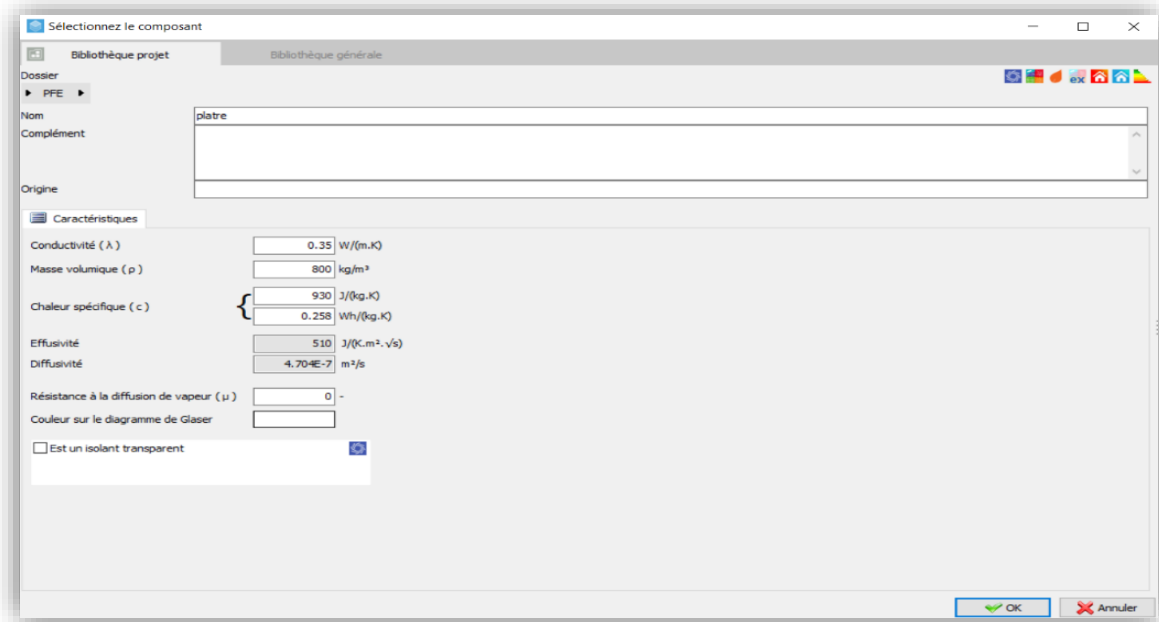 Sélectionnez le composant
Bibliothèque projet Bibliothèque générale
Dossier
PFE
ex
Nom platre
Complément
Origine
Caractéristiques
Conductivité ( λ ) 0.35 W/(m.K)
Masse volumique ( ρ ) 800 kg/m³
930 J/(kg.K)
Chaleur spécifique ( c ) {
0.258 Wh/(kg.K)
Effusivité 510 J/(K.m².√s)
Diffusivité 4.704E-7 m²/s
Résistance à la diffusion de vapeur ( μ ) 0 -
Couleur sur le diagramme de Glaser
Est un isolant transparent
OK Annuler